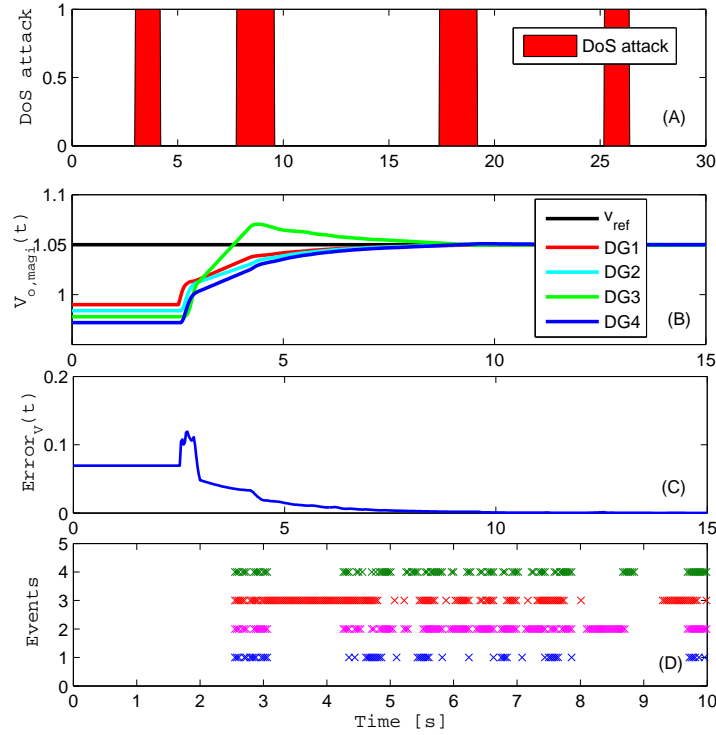 DoS attack
1
0.5
0
DoS attack
(A)
0 5 10 15 20 25 30
V_{o,magi}(t)
1.1
1.05
1
v_{ref}
DG1
DG2
DG3
DG4
(B)
0 5 10 15
Error_V(t)
0.2
0.1
0
(C)
0 5 10 15
Events
5
4
3
2
1
0
(D)
0 1 2 3 4 5 6 7 8 9 10
Time [s]